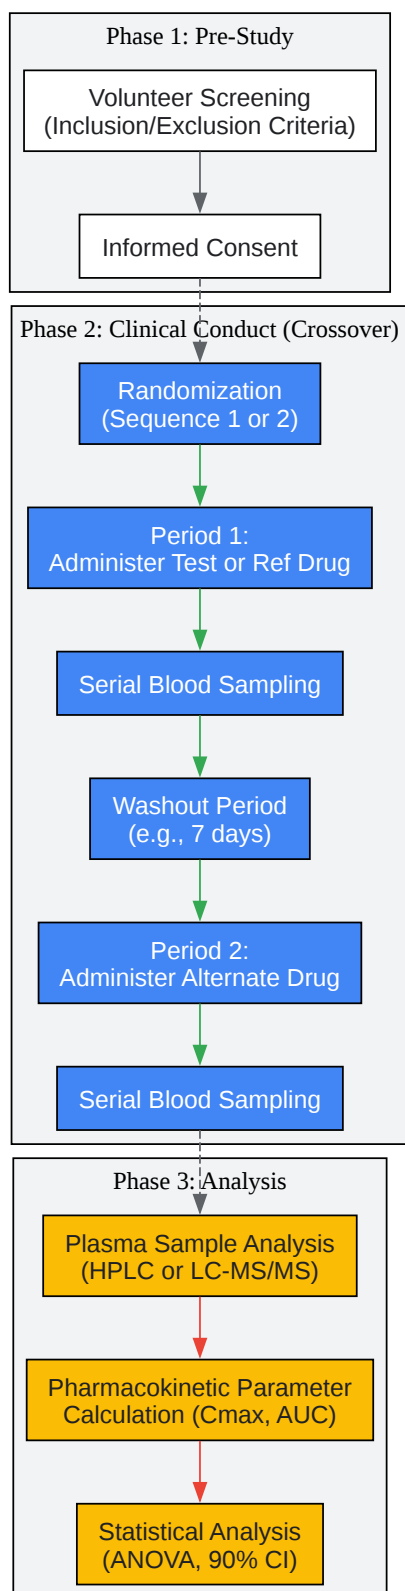 Phase 1: Pre-Study
Volunteer Screening
(Inclusion/Exclusion Criteria)
Informed Consent
Phase 2: Clinical Conduct (Crossover)
Randomization
(Sequence 1 or 2)
Period 1:
Administer Test or Ref Drug
Serial Blood Sampling
Washout Period
(e.g., 7 days)
Period 2:
Administer Alternate Drug
Serial Blood Sampling
Phase 3: Analysis
Plasma Sample Analysis
(HPLC or LC-MS/MS)
Pharmacokinetic Parameter
Calculation (Cmax, AUC)
Statistical Analysis
(ANOVA, 90% CI)